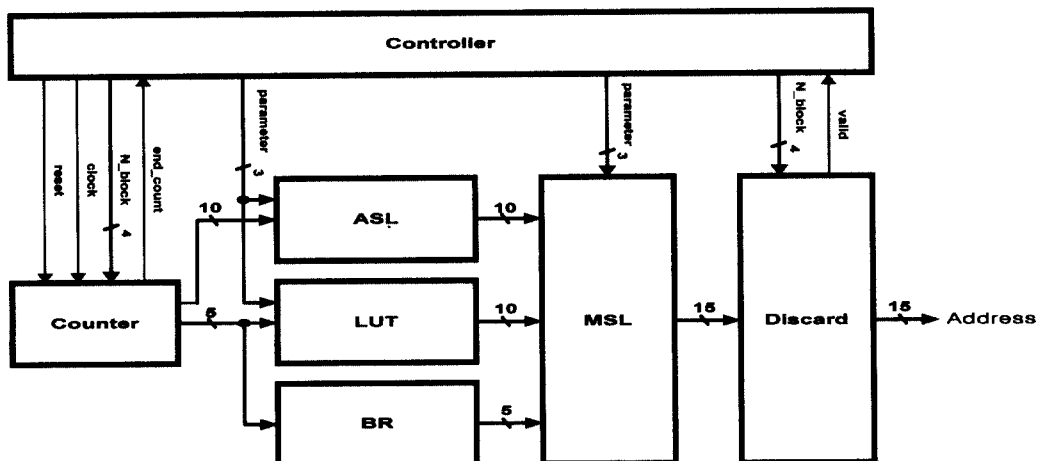 Controller
reset
clock
N_block
4
end_count
parameter
3
parameter
3
N_block
4
valid
10
ASL
10
Counter
5
LUT
10
MSL
15
Discard
15
Address
BR
5